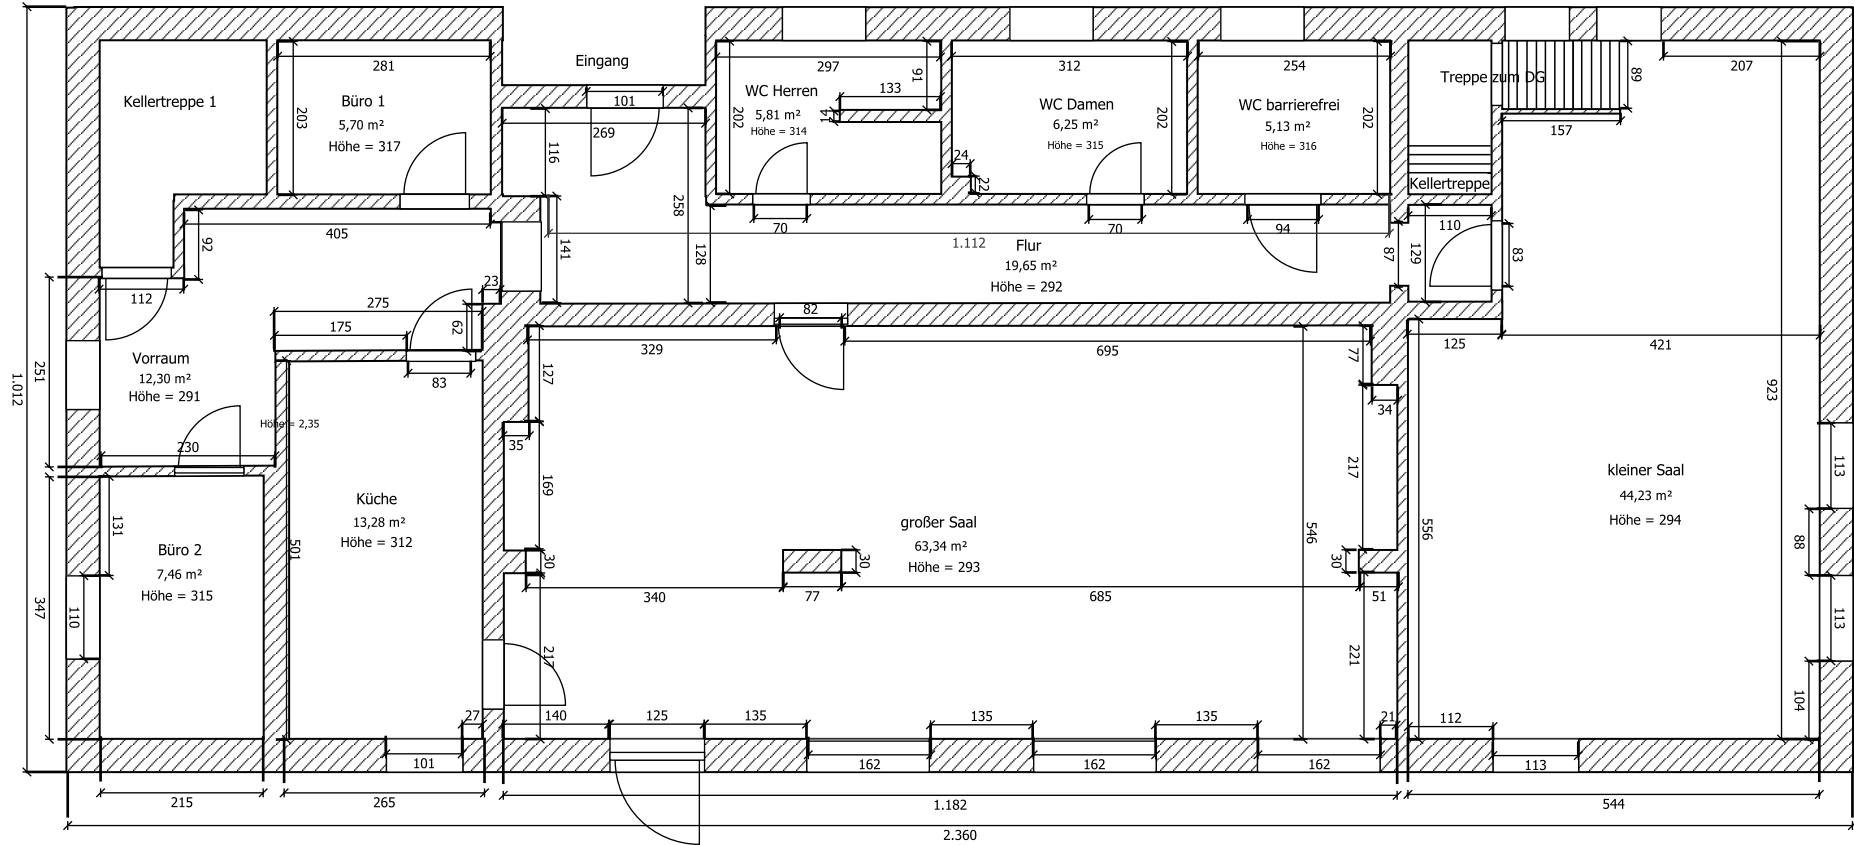 Eingang
Kellertreppe 1
281
Büro 1
5,70 m²
Höhe = 317
203
101
269
116
258
297
91
133
WC Herren
5,81 m²
Höhe = 314
14
202
312
WC Damen
6,25 m²
Höhe = 315
202
24
22
254
WC barrierefrei
5,13 m²
Höhe = 316
202
Treppe zum DG
89
207
157
Kellertreppe
110
129
83
87
405
92
112
141
128
70
70
94
1.112
Flur
19,65 m²
Höhe = 292
23
275
62
175
83
82
329
695
77
34
125
421
Vorraum
12,30 m²
Höhe = 291
Höhe = 2,35
230
251
1.012
127
35
169
217
923
113
kleiner Saal
44,23 m²
Höhe = 294
Küche
13,28 m²
Höhe = 312
501
großer Saal
63,34 m²
Höhe = 293
546
556
88
131
Büro 2
7,46 m²
Höhe = 315
347
110
30
30
30
340
77
685
51
113
217
221
104
27
140
125
135
135
135
21
112
101
162
162
162
113
215
265
1.182
544
2.360